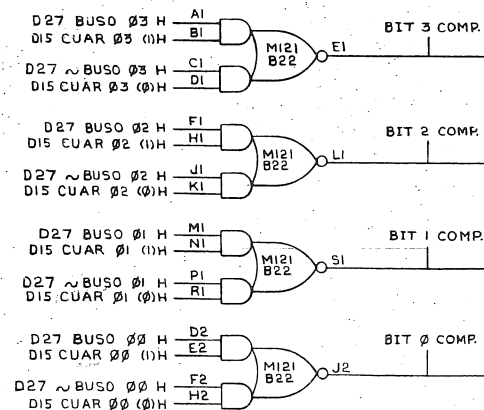 D27 BUSO Ø3 H A1
D15 CUAR Ø3 (1)H B1
M121
B22
E1
BIT 3 COMP.
D27 ~BUSO Ø3 H C1
D15 CUAR Ø3 (0)H D1
D27 BUSO Ø2 H F1
D15 CUAR Ø2 (1)H H1
M121
B22
L1
BIT 2 COMP.
D27 ~BUSO Ø2 H J1
D15 CUAR Ø2 (0)H K1
D27 BUSO Ø1 H M1
D15 CUAR Ø1 (1)H N1
M121
B22
S1
BIT 1 COMP.
D27 ~BUSO Ø1 H P1
D15 CUAR Ø1 (0)H R1
D27 BUSO ØØ H D2
D15 CUAR ØØ (1)H E2
M121
B22
J2
BIT Ø COMP.
D27 ~BUSO ØØ H F2
D15 CUAR ØØ (0)H H2